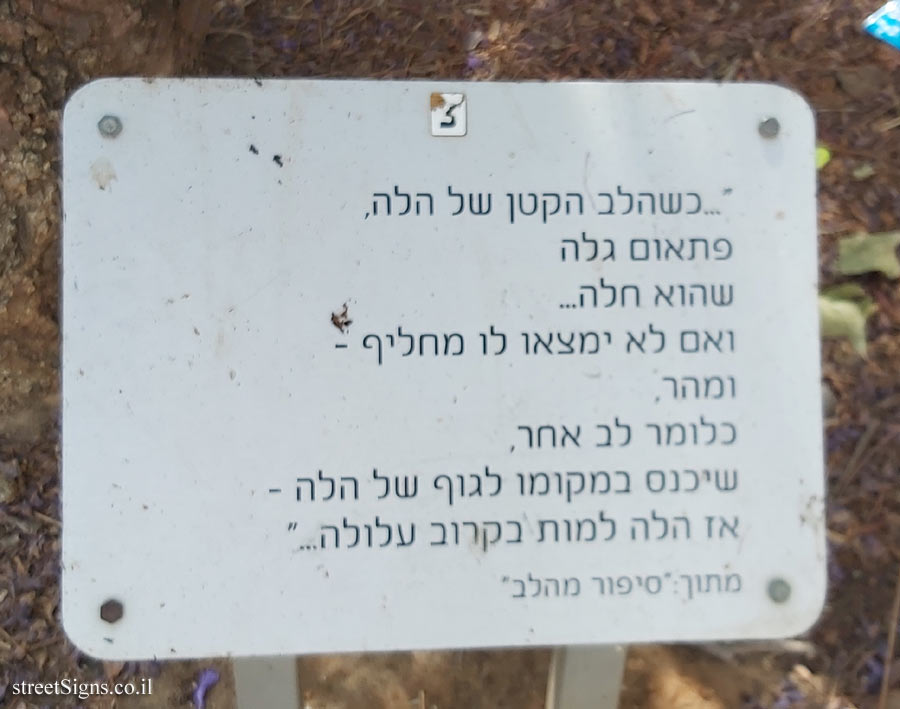 3
"...כשהלב הקטן של הלה,
פתאום גלה
שהוא חלה...
ואם לא ימצאו לו מחליף -
ומהר,
כלומר לב אחר,
שיכנס במקומו לגוף של הלה -
אז הלה למות בקרוב עלולה..."
מתוך:"סיפור מהלב"
streetSigns.co.il